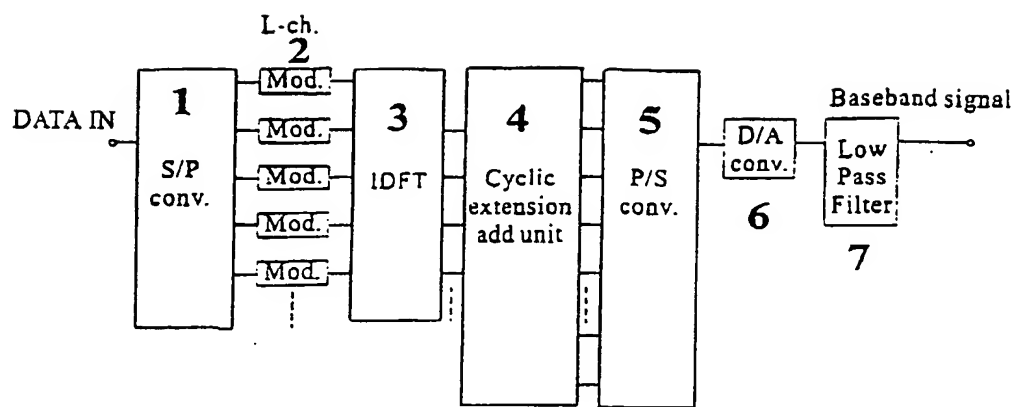 L-ch.
2
1
Mod.
3
4
5
Baseband signal
DATA IN
Mod.
D/A
conv.
Low
Pass
Filter
S/P
conv.
Mod.
IDFT
Cyclic
extension
add unit
P/S
conv.
6
Mod.
7
Mod.